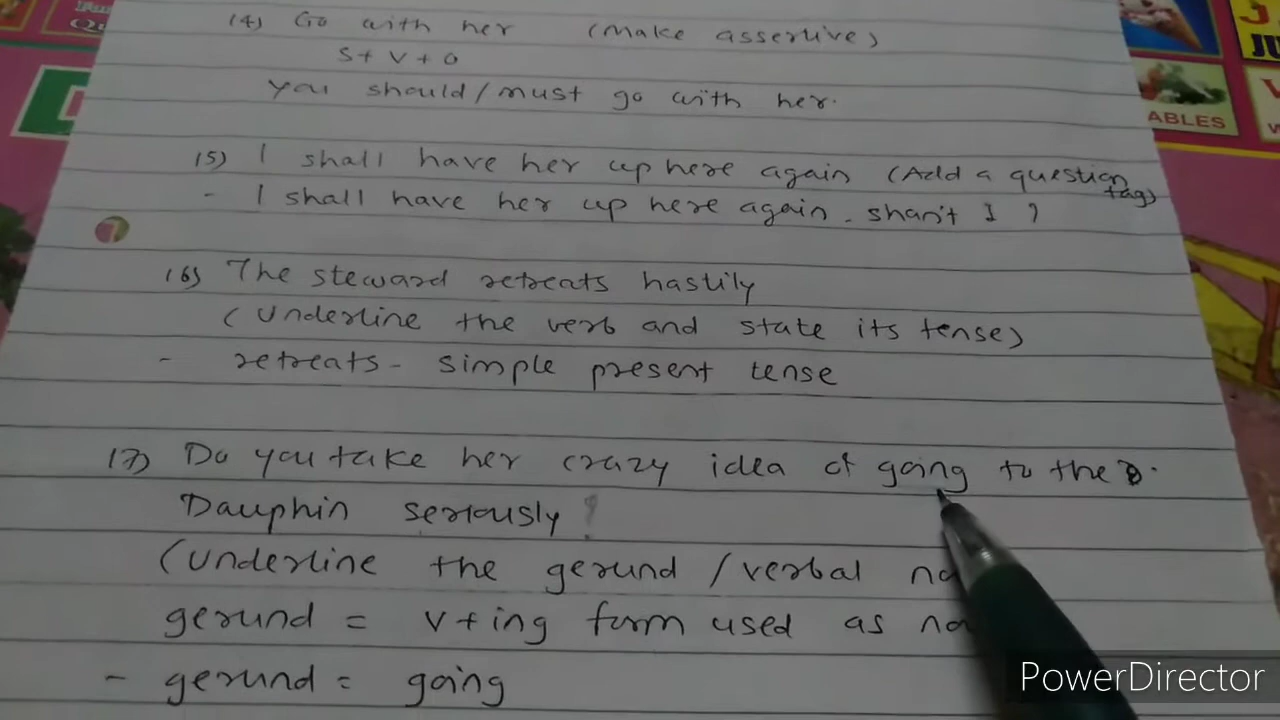 14) Go with her (Make assertive)
S + V + O
You should/must go with her.
15) I shall have her up here again (Add a question tag)
- I shall have her up here again. shan't I ?
16) The steward retreats hastily
(Underline the verb and state its tense)
- retreats - simple present tense
17) Do you take her crazy idea of going to the
Dauphin seriously ?
(Underline the gerund / verbal
gerund = v + ing form used as
- gerund = going
ABLES
PowerDirector